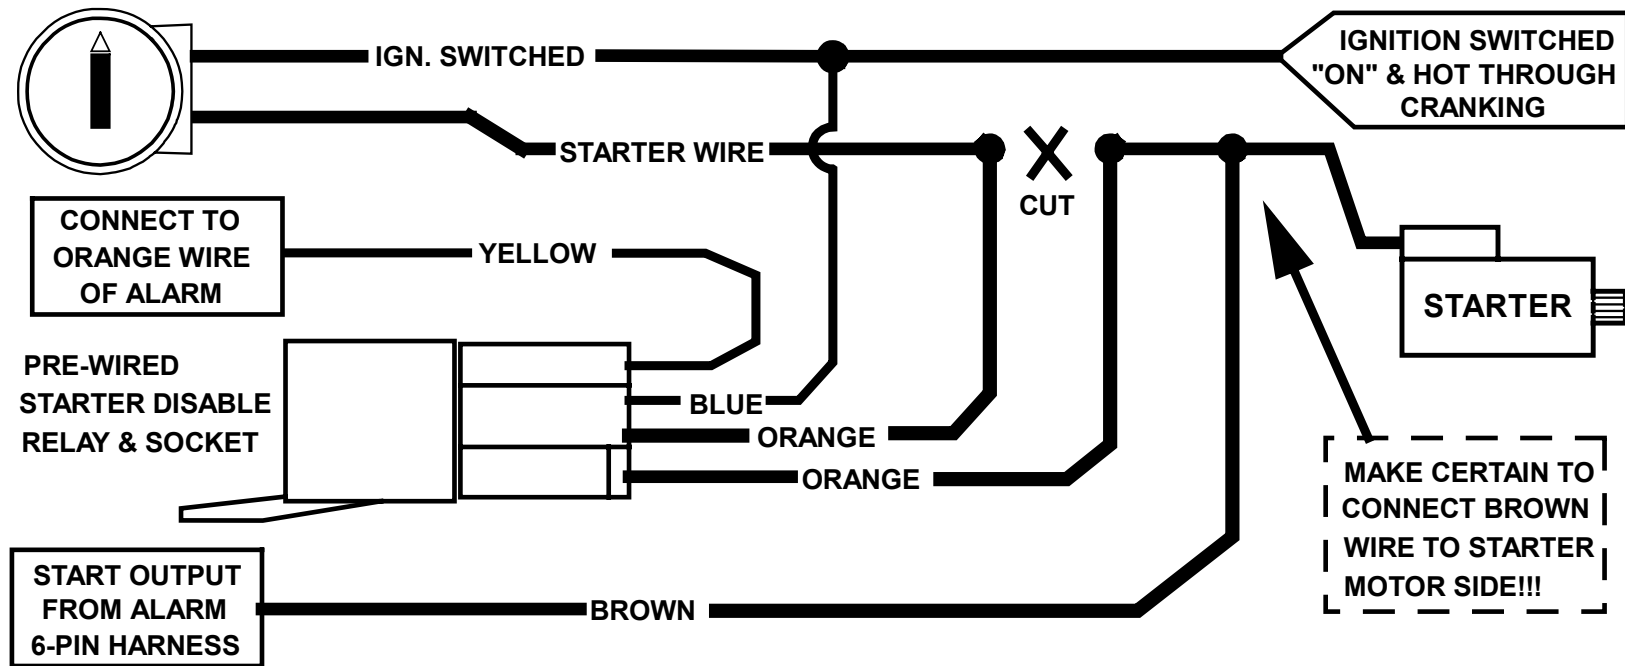 IGN. SWITCHED
IGNITION SWITCHED
"ON" & HOT THROUGH
CRANKING
STARTER WIRE
CUT
CONNECT TO
ORANGE WIRE
OF ALARM
YELLOW
STARTER
PRE-WIRED
STARTER DISABLE
RELAY & SOCKET
BLUE
ORANGE
ORANGE
MAKE CERTAIN TO
CONNECT BROWN
WIRE TO STARTER
MOTOR SIDE!!!
START OUTPUT
FROM ALARM
6-PIN HARNESS
BROWN